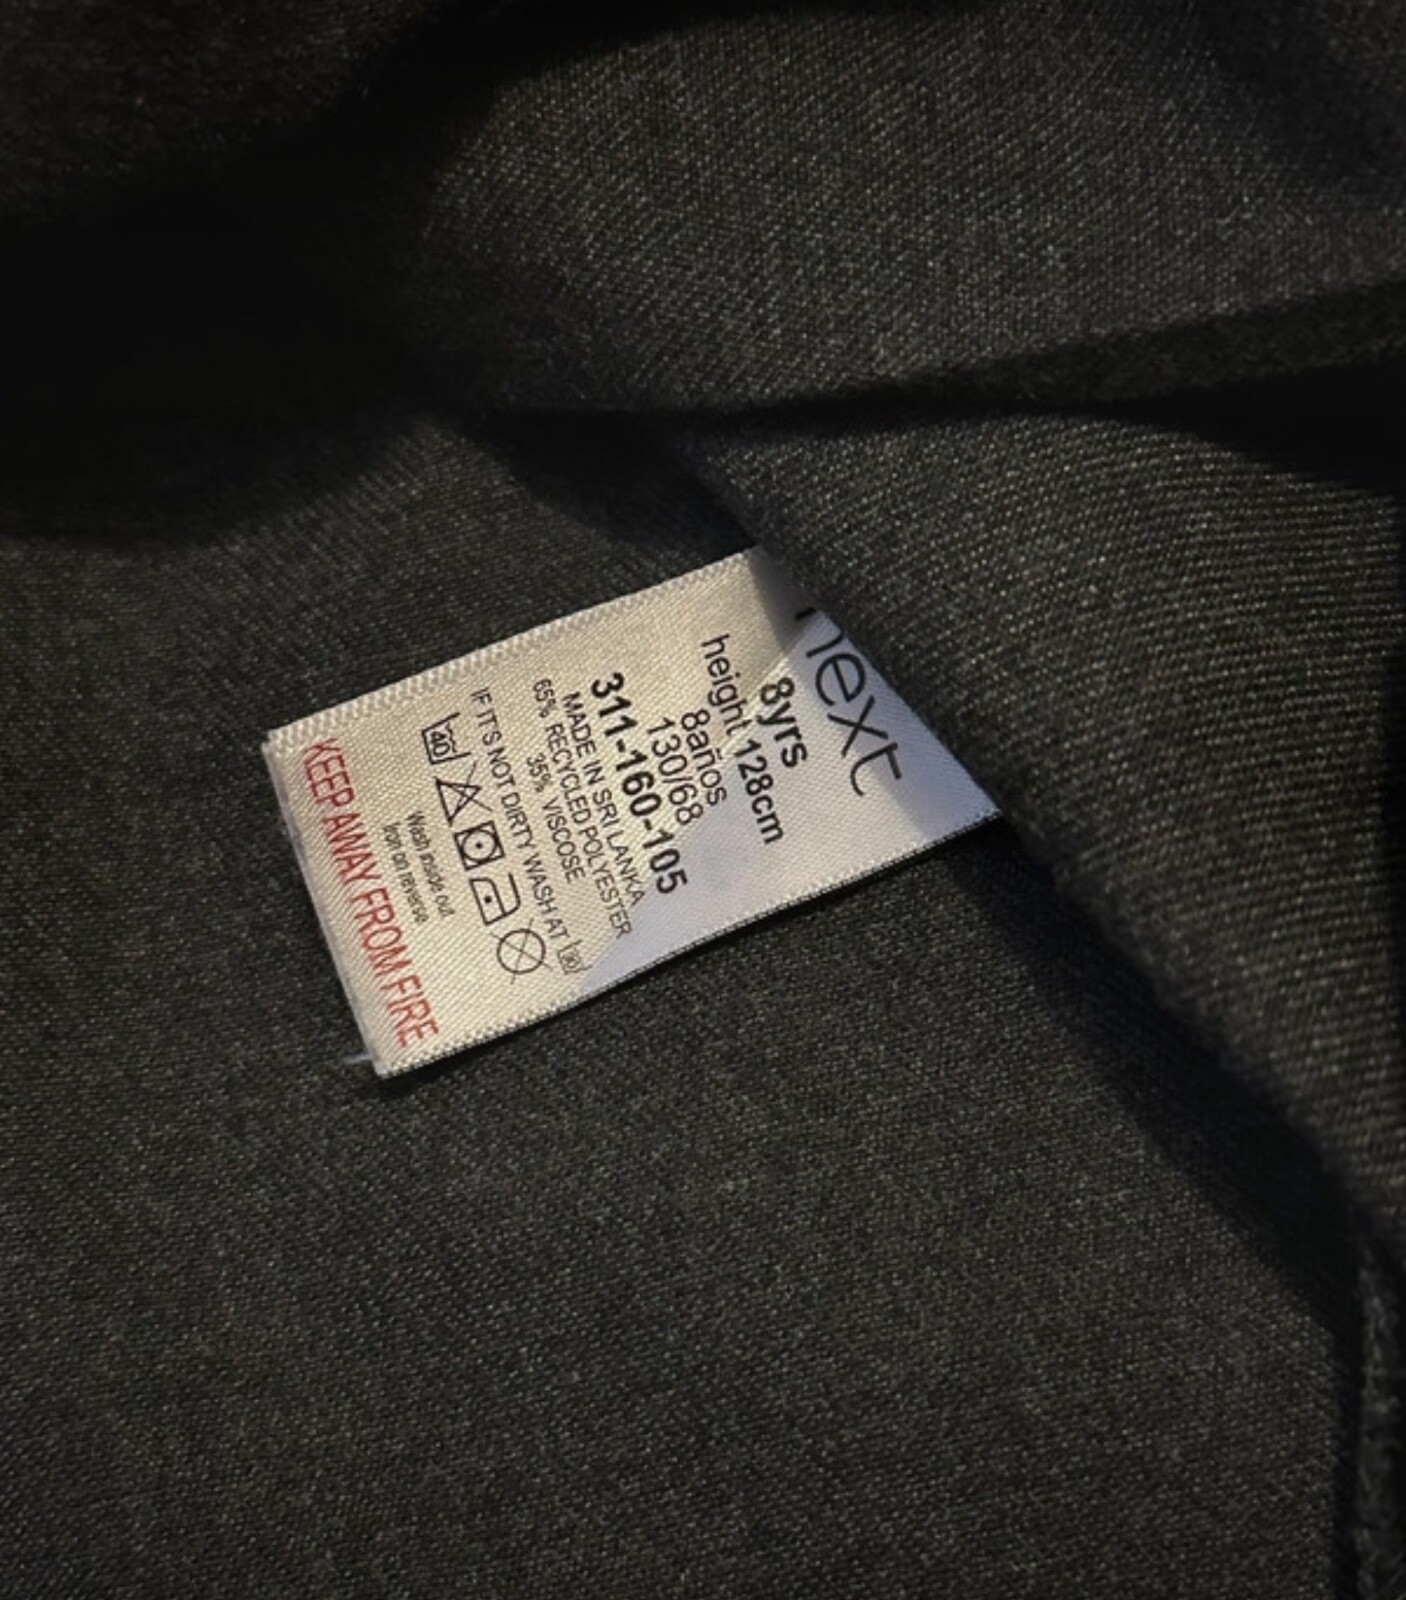 next
8yrs
height 128cm
8años
130/68
311-160-105
MADE IN SRI LANKA
65% RECYCLED POLYESTER
35% VISCOSE
IF IT'S NOT DIRTY WASH AT 30
40
Wash inside out
Iron on reverse
KEEP AWAY FROM FIRE